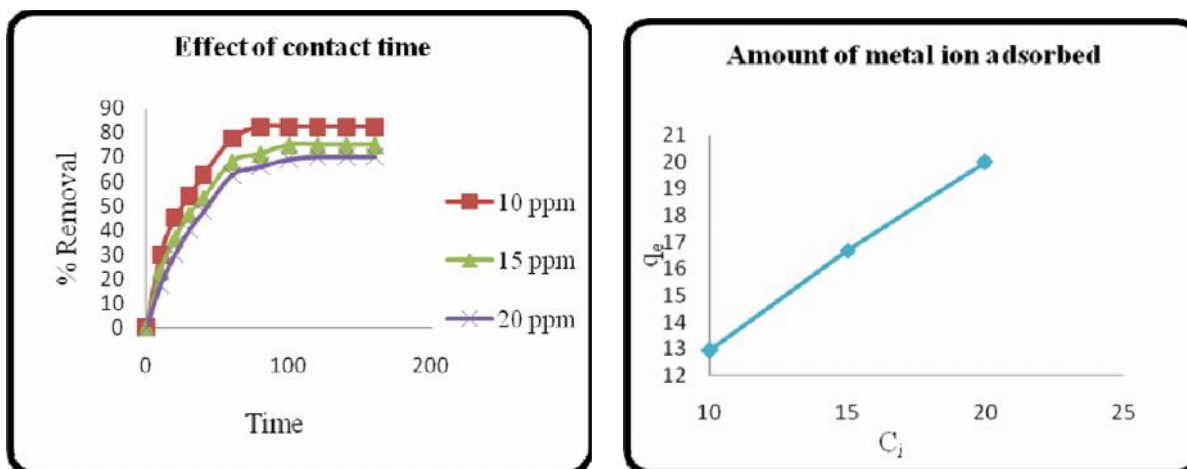 Effect of contact time
90
80
70
60
50
40
30
20
10
0
% Removal
0 100 200
Time
10 ppm
15 ppm
20 ppm
Amount of metal ion adsorbed
21
20
19
18
17
16
15
14
13
12
qe
10 15 20 25
Ci